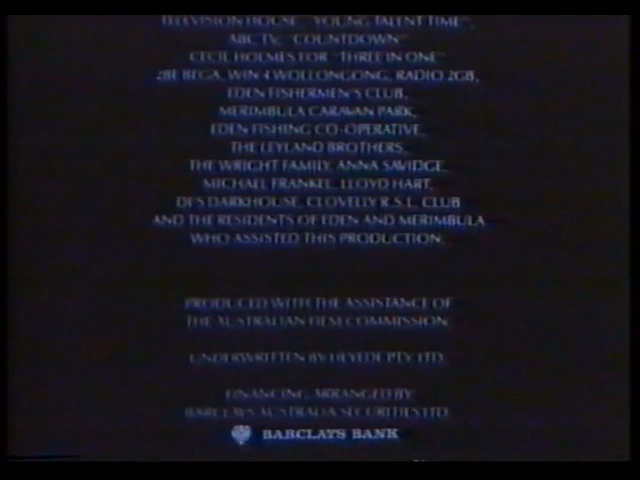 TELEVISION HOUSE "YOUNG TALENT TIME",
ABC TV, "COUNTDOWN"
CECIL HOLMES FOR "THREE IN ONE"
2BE BEGA, WIN 4 WOLLONGONG, RADIO 2GB,
EDEN FISHERMEN'S CLUB,
MERIMBULA CARAVAN PARK,
EDEN FISHING CO-OPERATIVE,
THE LEYLAND BROTHERS,
THE WRIGHT FAMILY, ANNA SAVIDGE,
MICHAEL FRANKEL, LLOYD HART,
DI'S DARKHOUSE, CLOVELLY R.S.L. CLUB
AND THE RESIDENTS OF EDEN AND MERIMBULA
WHO ASSISTED THIS PRODUCTION.
PRODUCED WITH THE ASSISTANCE OF
THE AUSTRALIAN FILM COMMISSION
UNDERWRITTEN BY HEYEDE PTY. LTD.
FINANCING ARRANGED BY
BARCLAYS AUSTRALIA SECURITIES LTD.
BARCLAYS BANK